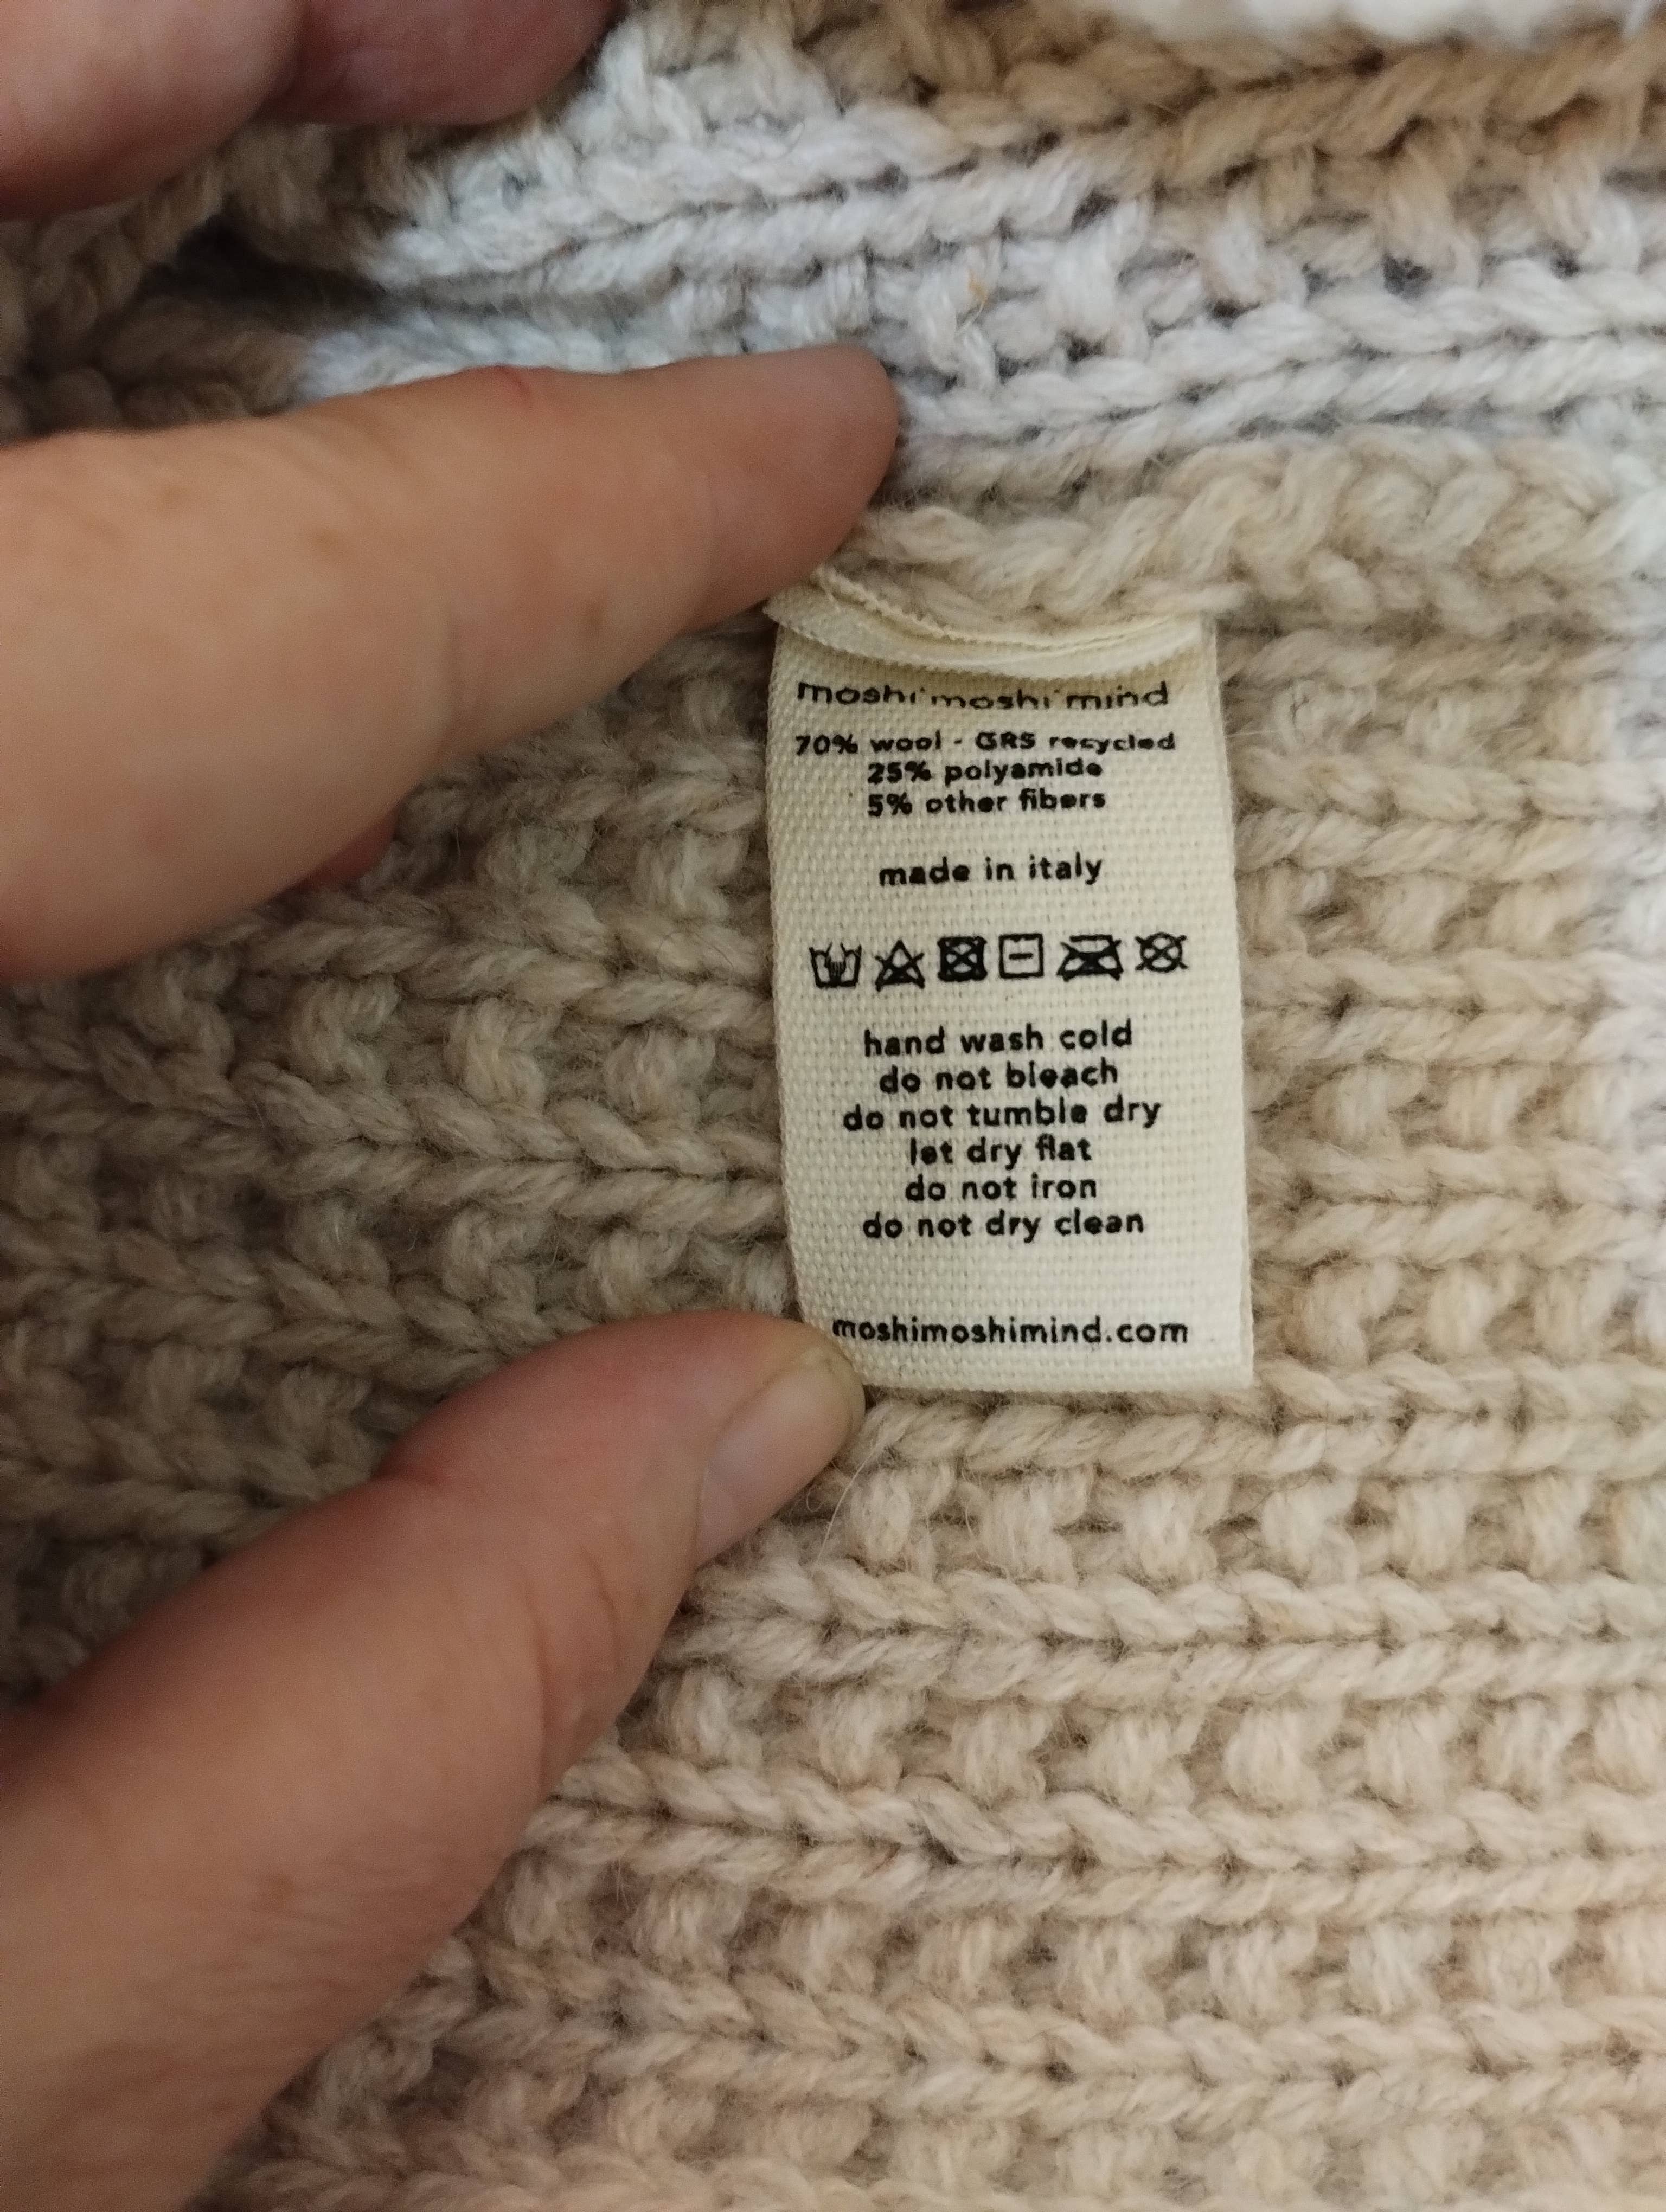 moshi moshi mind
70% wool - GRS recycled
25% polyamide
5% other fibers
made in italy
hand wash cold
do not bleach
do not tumble dry
let dry flat
do not iron
do not dry clean
moshimoshimind.com